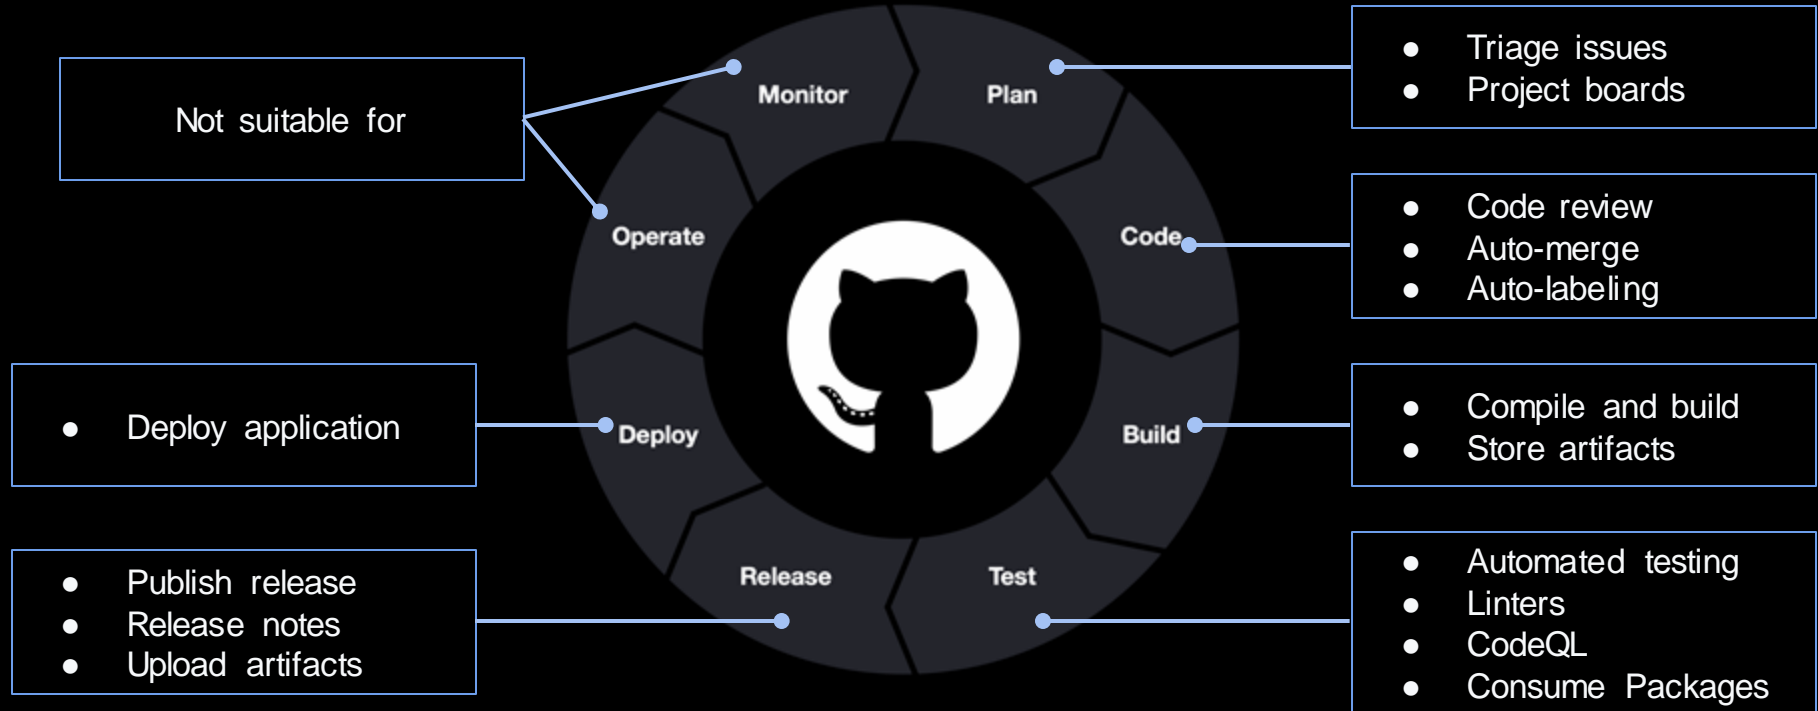 Not suitable for
Monitor
Plan
● Triage issues
● Project boards
Operate
Code
● Code review
● Auto-merge
● Auto-labeling
● Deploy application
Deploy
Build
● Compile and build
● Store artifacts
● Publish release
● Release notes
● Upload artifacts
Release
Test
● Automated testing
● Linters
● CodeQL
● Consume Packages